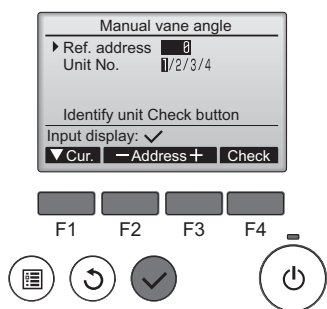 Manual vane angle
Ref. address 0
Unit No. 1/2/3/4
Identify unit Check button
Input display: ✓
▼Cur. −Address+ Check
F1 F2 F3 F4